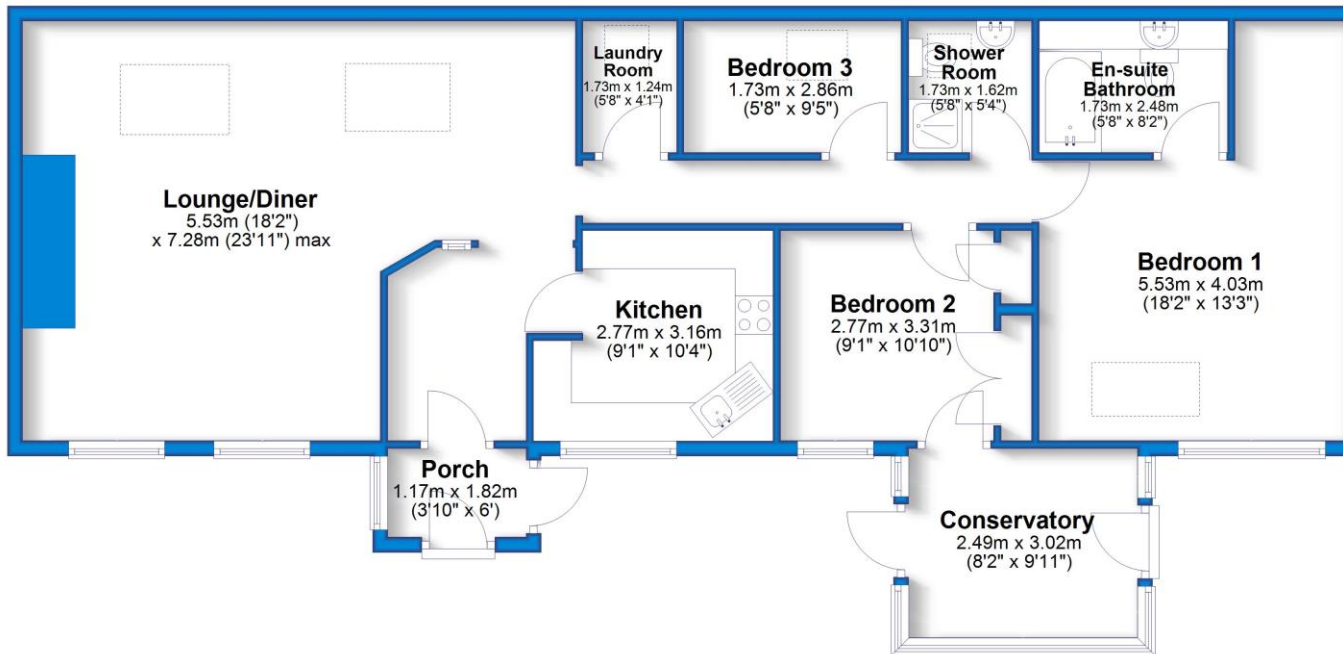 Laundry
Room
1.73m x 1.24m
(5'8" x 4'1")
Bedroom 3
1.73m x 2.86m
(5'8" x 9'5")
Shower
Room
1.73m x 1.62m
(5'8" x 5'4")
En-suite
Bathroom
1.73m x 2.48m
(5'8" x 8'2")
Lounge/Diner
5.53m (18'2")
x 7.28m (23'11") max
Kitchen
2.77m x 3.16m
(9'1" x 10'4")
Bedroom 2
2.77m x 3.31m
(9'1" x 10'10")
Bedroom 1
5.53m x 4.03m
(18'2" x 13'3")
Porch
1.17m x 1.82m
(3'10" x 6')
Conservatory
2.49m x 3.02m
(8'2" x 9'11")